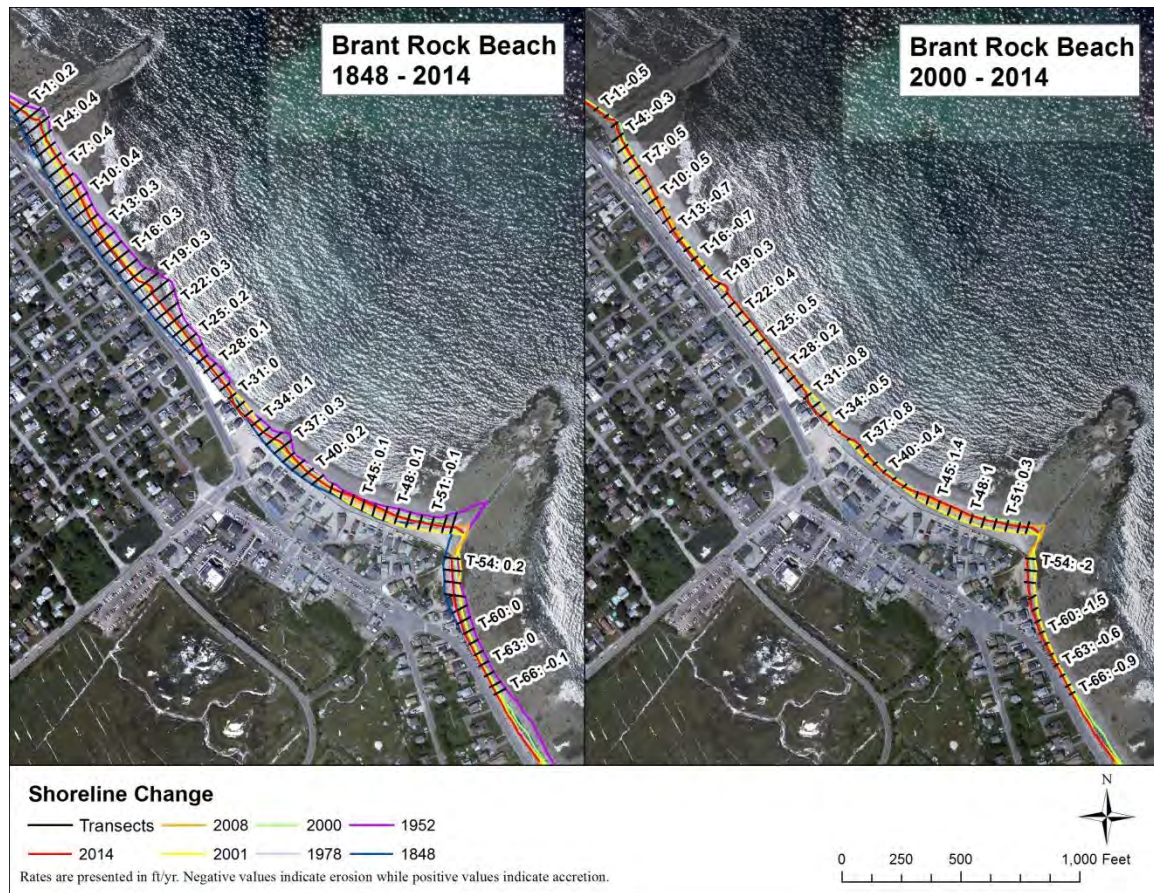 Brant Rock Beach
1848 - 2014
T-1: 0.2
T-4: 0.4
T-7: 0.4
T-10: 0.4
T-13: 0.3
T-16: 0.3
T-19: 0.3
T-22: 0.3
T-25: 0.2
T-28: 0.1
T-31: 0
T-34: 0.1
T-37: 0.3
T-40: 0.2
T-45: 0.1
T-48: 0.1
T-51: -0.1
T-54: 0.2
T-60: 0
T-63: 0
T-66: -0.1
Brant Rock Beach
2000 - 2014
T-1: -0.5
T-4: -0.3
T-7: 0.5
T-10: 0.5
T-13: -0.7
T-16: -0.7
T-19: 0.3
T-22: 0.4
T-25: 0.5
T-28: 0.2
T-31: -0.8
T-34: -0.5
T-37: 0.8
T-40: -0.4
T-45: 1.4
T-48: 1
T-51: 0.3
T-54: -2
T-60: -1.5
T-63: -0.6
T-66: -0.9
Shoreline Change
Transects 2008 2000 1952
2014 2001 1978 1848
Rates are presented in ft/yr. Negative values indicate erosion while positive values indicate accretion.
N
0 250 500 1,000 Feet